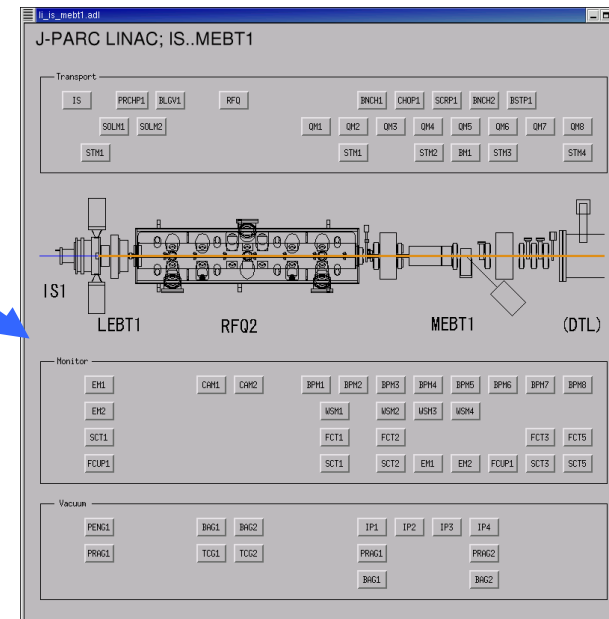 li_is_mebt1.adl
J-PARC LINAC; IS..MEBT1
Transport
IS PRCHP1 BLGV1 RFQ BNCH1 CHOP1 SCRP1 BNCH2 BSTP1
SOLM1 SOLM2 QM1 QM2 QM3 QM4 QM5 QM6 QM7 QM8
STM1 STM1 STM2 BM1 STM3 STM4
IS1
LEBT1 RFQ2 MEBT1 (DTL)
Monitor
EM1 CAM1 CAM2 BPM1 BPM2 BPM3 BPM4 BPM5 BPM6 BPM7 BPM8
EM2 WSM1 WSM2 WSM3 WSM4
SCT1 FCT1 FCT2 FCT3 FCT5
FCUP1 SCT1 SCT2 EM1 EM2 FCUP1 SCT3 SCT5
Vacuum
PENG1 BAG1 BAG2 IP1 IP2 IP3 IP4
PRAG1 TCG1 TCG2 PRAG1 PRAG2
BAG1 BAG2